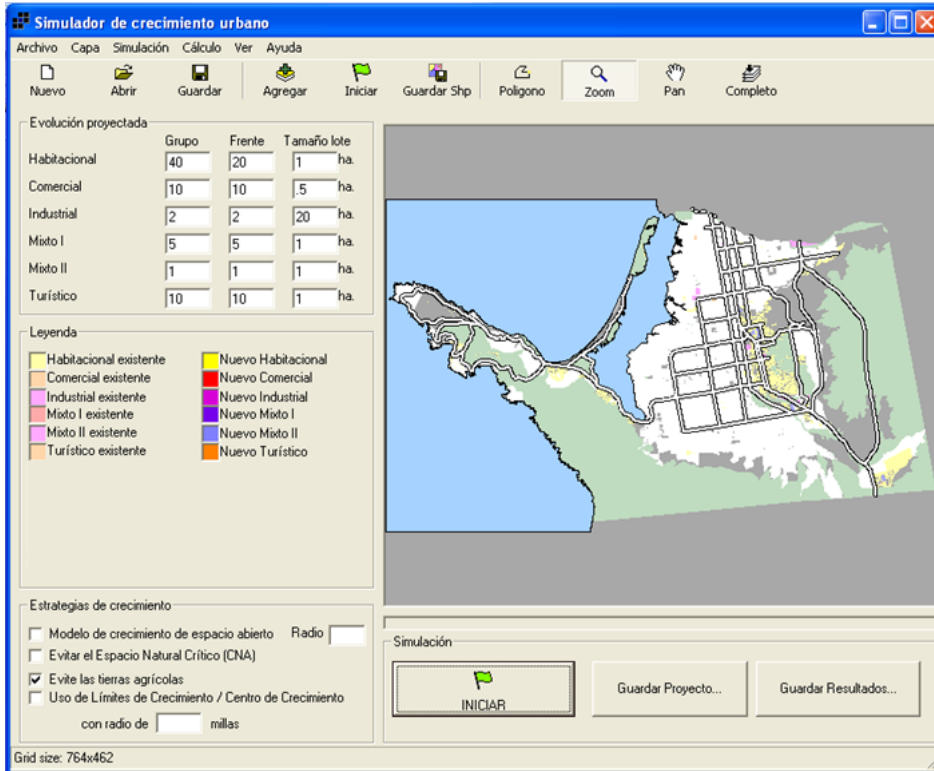 Simulador de crecimiento urbano
Archivo Capa Simulación Cálculo Ver Ayuda
Nuevo Abrir Guardar Agregar Iniciar Guardar Shp Poligono Zoom Pan Completo
Evolución proyectada
Grupo Frente Tamaño lote
Habitacional 40 20 1 ha.
Comercial 10 10 .5 ha.
Industrial 2 2 20 ha.
Mixto I 5 5 1 ha.
Mixto II 1 1 1 ha.
Turístico 10 10 1 ha.
Leyenda
Habitacional existente Nuevo Habitacional
Comercial existente Nuevo Comercial
Industrial existente Nuevo Industrial
Mixto I existente Nuevo Mixto I
Mixto II existente Nuevo Mixto II
Turístico existente Nuevo Turístico
Estrategias de crecimiento
Modelo de crecimiento de espacio abierto Radio
Evitar el Espacio Natural Crítico (CNA)
Evite las tierras agrícolas
Uso de Límites de Crecimiento / Centro de Crecimiento
con radio de millas
Simulación
INICIAR Guardar Proyecto... Guardar Resultados...
Grid size: 764x462